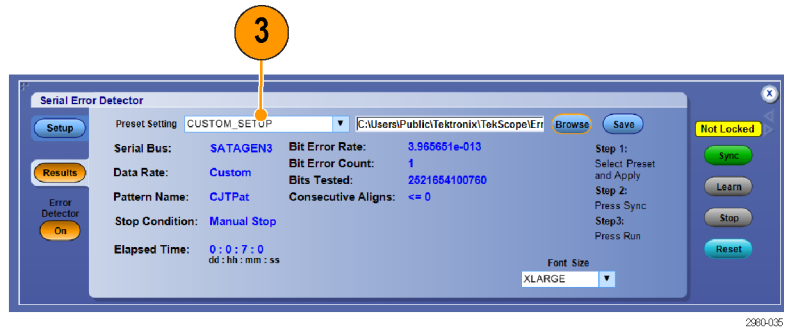 3
Serial Error Detector
X
Setup
Preset Setting CUSTOM_SETUP C:\Users\Public\Tektronix\TekScope\Err Browse Save
Not Locked
Serial Bus: SATAGEN3 Bit Error Rate: 3.965651e-013 Step 1:
Sync
Bit Error Count: 1 Select Preset
Results Data Rate: Custom and Apply
Bits Tested: 2521654100760
Learn
Pattern Name: CJTPat Consecutive Aligns: <= 0 Step 2:
Error Press Sync
Detector Stop Condition: Manual Stop Step3: Stop
On Press Run
Elapsed Time: 0 : 0 : 7 : 0 Reset
dd : hh : mm : ss
Font Size
XLARGE
2980-035